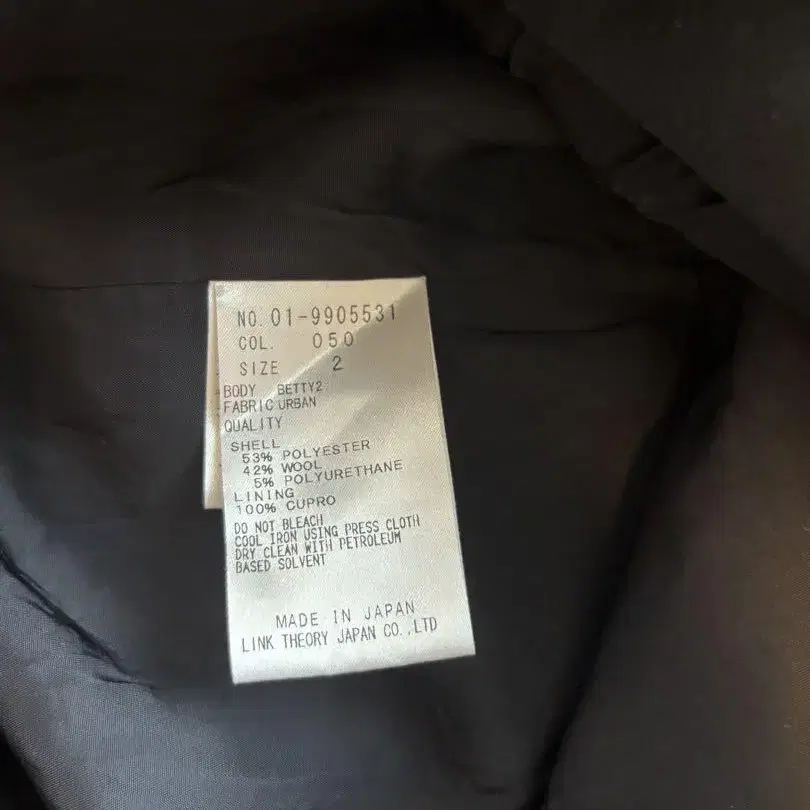 NO. 01-9905531
COL. 050
SIZE 2
BODY BETTY2
FABRIC URBAN
QUALITY
SHELL
53% POLYESTER
42% WOOL
5% POLYURETHANE
LINING
100% CUPRO
DO NOT BLEACH
COOL IRON USING PRESS CLOTH
DRY CLEAN WITH PETROLEUM
BASED SOLVENT
MADE IN JAPAN
LINK THEORY JAPAN CO.,LTD